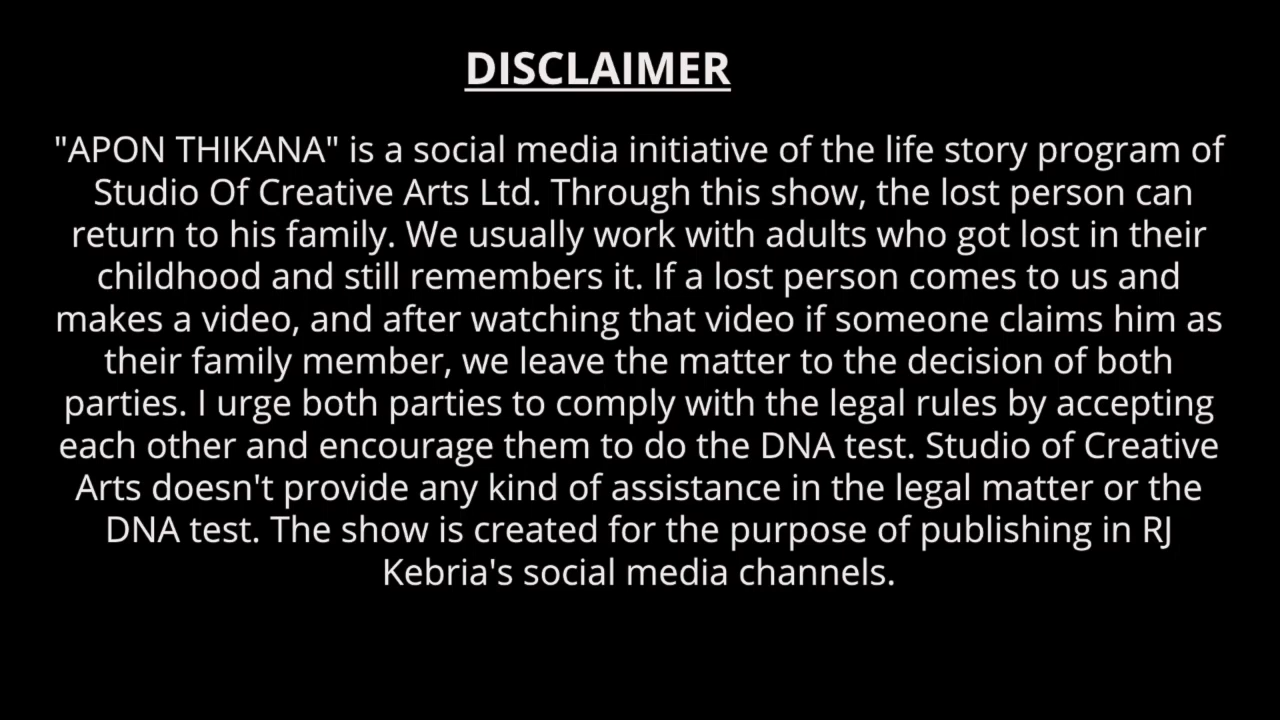 DISCLAIMER
"APON THIKANA" is a social media initiative of the life story program of
Studio Of Creative Arts Ltd. Through this show, the lost person can
return to his family. We usually work with adults who got lost in their
childhood and still remembers it. If a lost person comes to us and
makes a video, and after watching that video if someone claims him as
their family member, we leave the matter to the decision of both
parties. I urge both parties to comply with the legal rules by accepting
each other and encourage them to do the DNA test. Studio of Creative
Arts doesn't provide any kind of assistance in the legal matter or the
DNA test. The show is created for the purpose of publishing in RJ
Kebria's social media channels.